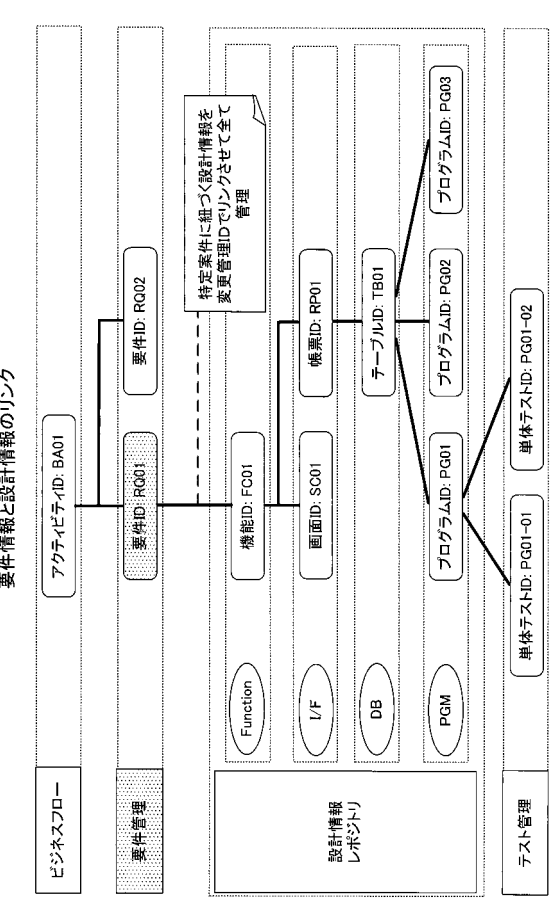 要件情報と設計情報のリンク
ビジネスフロー
アクティビティID: BA01
要件管理
要件ID: RQ01
要件ID: RQ02
特定案件に紐づく設計情報を
変更管理IDでリンクさせて全て
管理
設計情報
レポジトリ
Function
機能ID: FC01
I/F
画面ID: SC01
帳票ID: RP01
DB
テーブルID: TB01
PGM
プログラムID: PG01
プログラムID: PG02
プログラムID: PG03
テスト管理
単体テストID: PG01-01
単体テストID: PG01-02